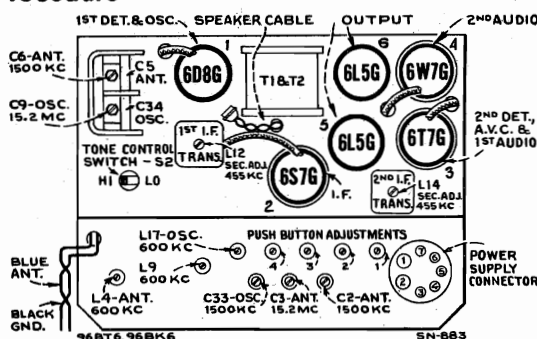 1ST DET. & OSC.
SPEAKER CABLE
OUTPUT
2ND AUDIO
C6-ANT.
1500 KC
C5
ANT.
C9-OSC.
15.2 MC
C34
OSC.
1
6D8G
T1 & T2
6
6L5G
4
6W7G
5
6L5G
6T7G
3
2ND DET.,
A.V.C. &
1ST AUDIO
TONE CONTROL
SWITCH - S2
HI
LO
1ST I.F.
TRANS.
L12
SEC. ADJ.
455 KC
6S7G
2
I.F.
2ND I.F.
TRANS.
L14
SEC. ADJ.
455 KC
L17-OSC.
600 KC
L9
600 KC
L4-ANT.
600 KC
PUSH BUTTON ADJUSTMENTS
4
3
2
1
C33-OSC.
1500 KC
C3-ANT.
15.2 MC
C2-ANT.
1500 KC
1
2
3
4
5
6
7
POWER
SUPPLY
CONNECTOR
BLUE
ANT.
BLACK
GND.
96BT6 96BK6
SN-883